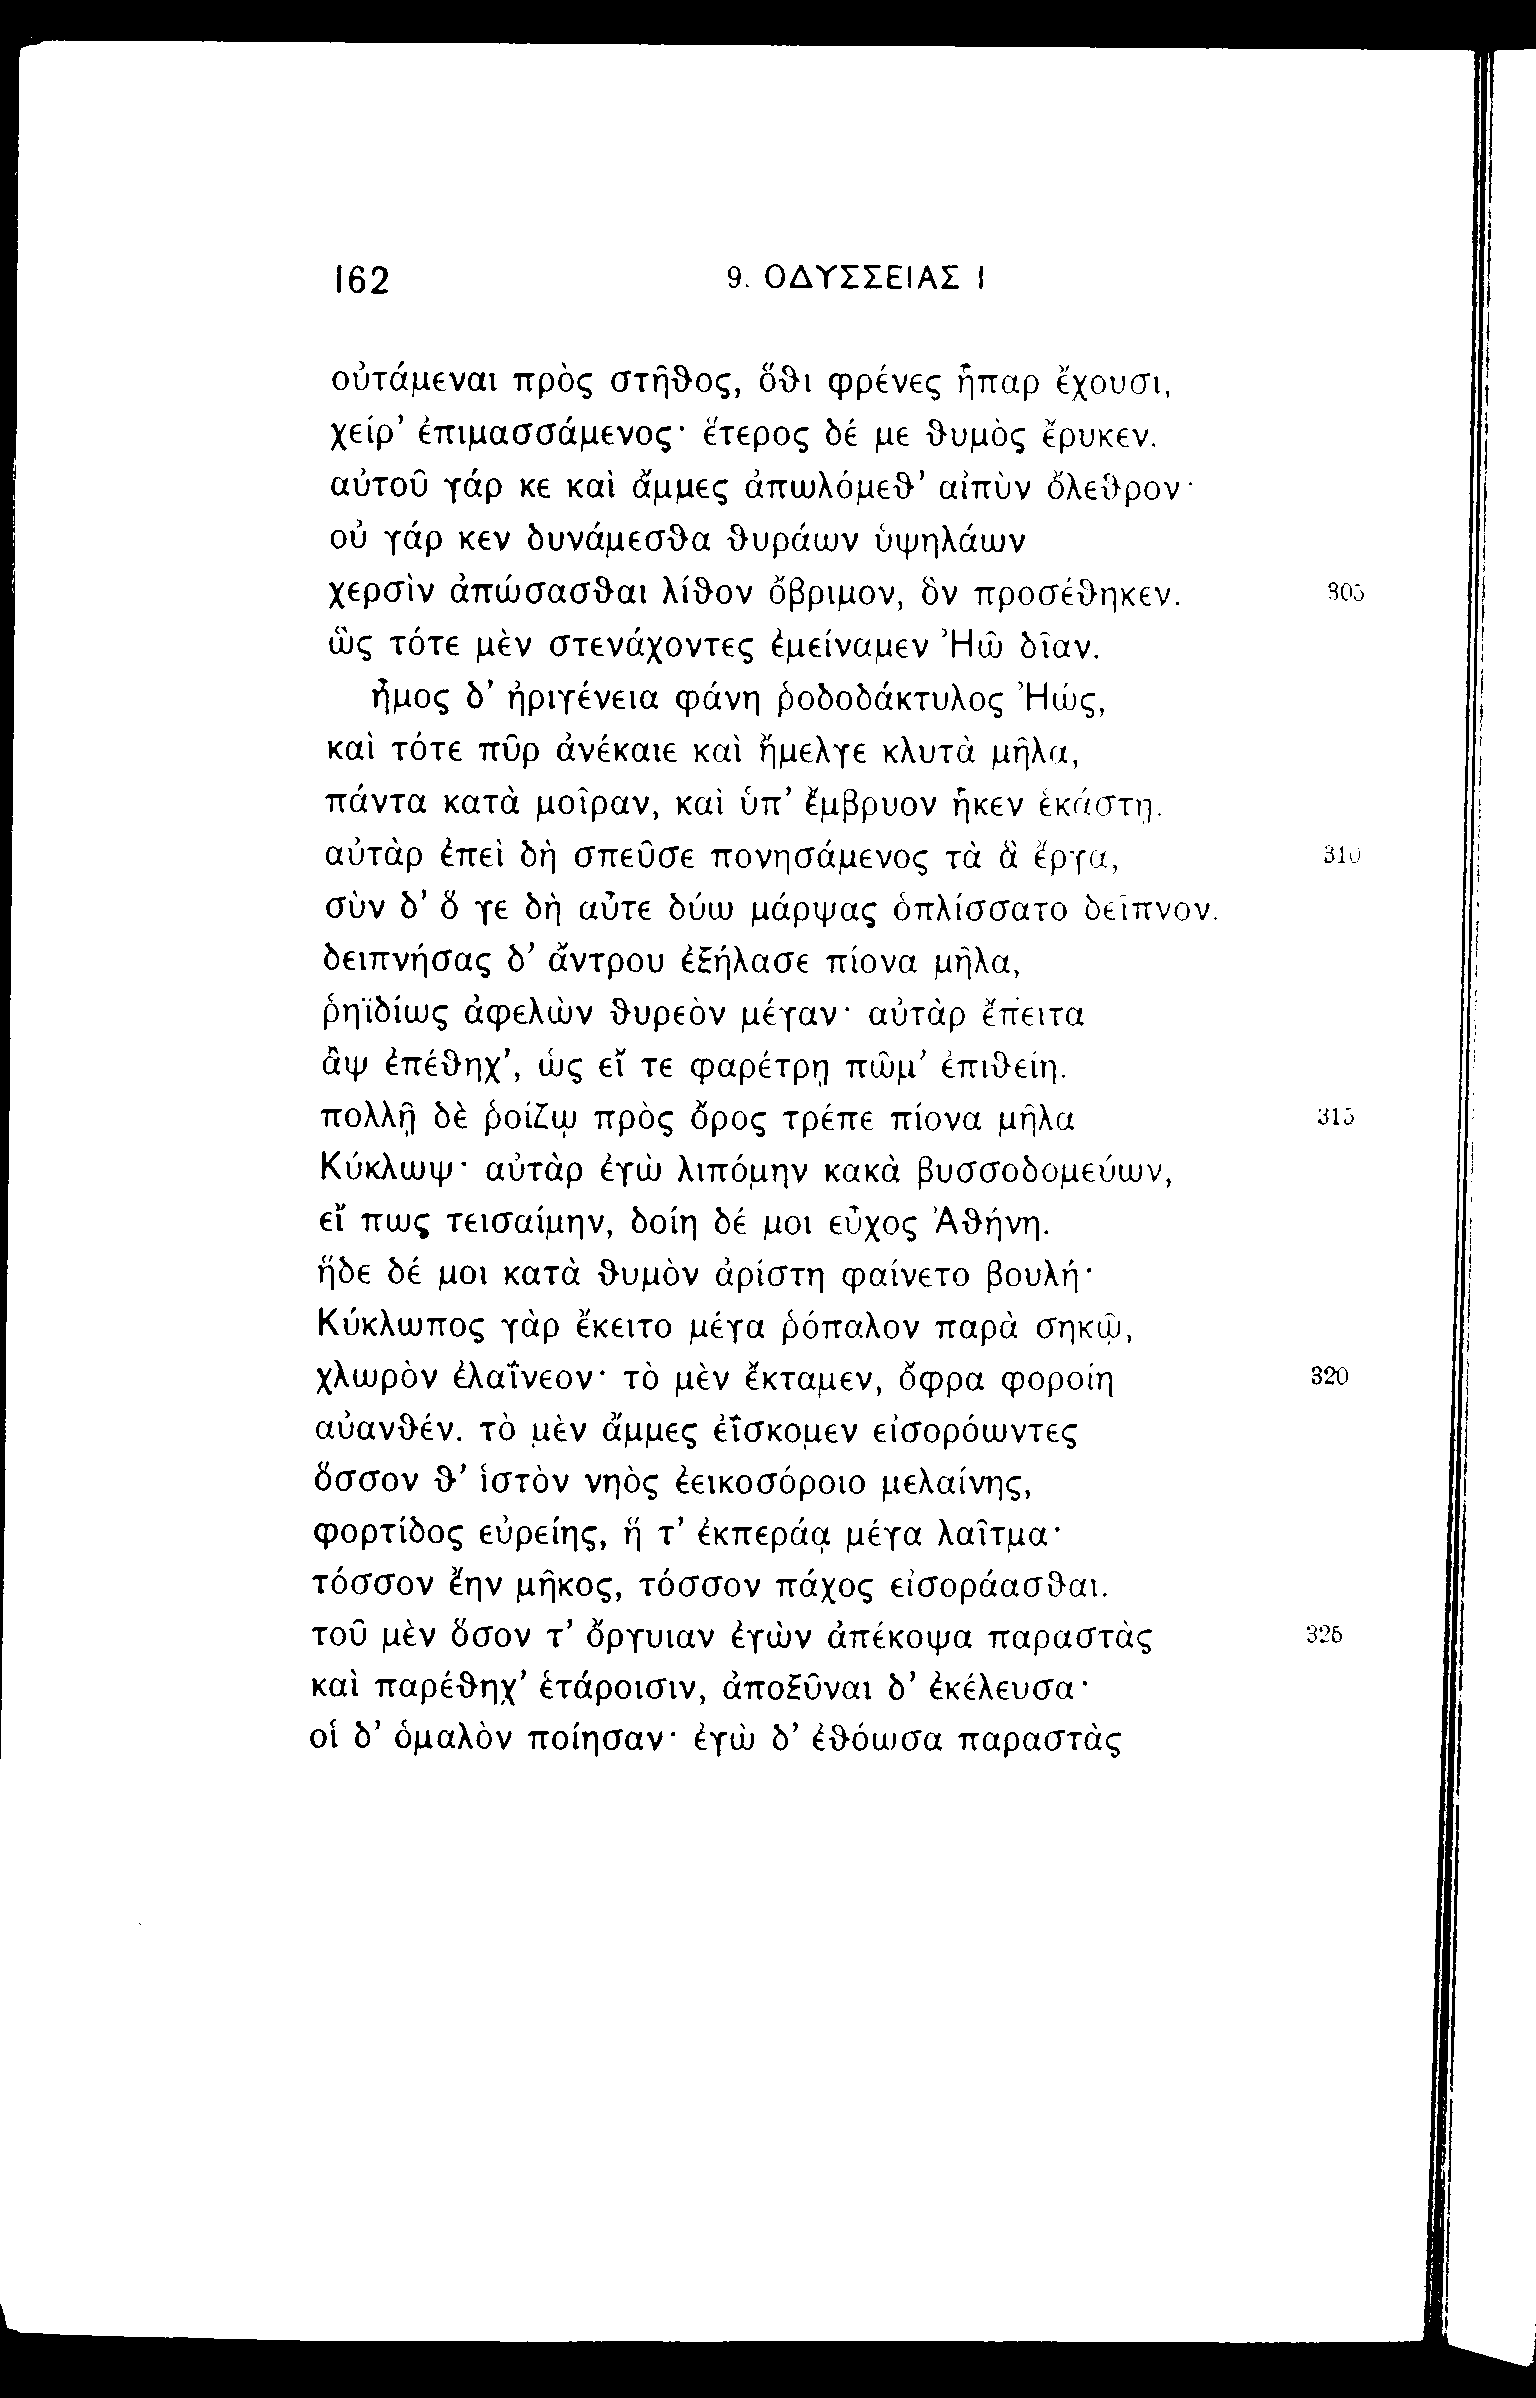 162 9. ΟΔΥΣΣΕΙΑΣ Ι
οὐτάμεναι πρὸς στῆθος, ὅθι φρένες ἧπαρ ἔχουσι,
χείρ’ ἐπιμασσάμενος· ἕτερος δέ με θυμὸς ἔρυκεν.
αὐτοῦ γάρ κε καὶ ἄμμες ἀπωλόμεθ’ αἰπὺν ὄλεθρον·
οὐ γάρ κεν δυνάμεσθα θυράων ὑψηλάων
χερσὶν ἀπώσασθαι λίθον ὄβριμον, ὃν προσέθηκεν. 305
ὣς τότε μὲν στενάχοντες ἐμείναμεν Ἠῶ δῖαν.
ἦμος δ’ ἠριγένεια φάνη ῥοδοδάκτυλος Ἠώς,
καὶ τότε πῦρ ἀνέκαιε καὶ ἤμελγε κλυτὰ μῆλα,
πάντα κατὰ μοῖραν, καὶ ὑπ’ ἔμβρυον ἧκεν ἑκάστῃ.
αὐτὰρ ἐπεὶ δὴ σπεῦσε πονησάμενος τὰ ἃ ἔργα, 310
σὺν δ’ ὅ γε δὴ αὖτε δύω μάρψας ὁπλίσσατο δεῖπνον.
δειπνήσας δ’ ἄντρου ἐξήλασε πίονα μῆλα,
ῥηϊδίως ἀφελὼν θυρεὸν μέγαν· αὐτὰρ ἔπειτα
ἂψ ἐπέθηχ’, ὡς εἴ τε φαρέτρῃ πῶμ’ ἐπιθείη.
πολλῇ δὲ ῥοίζῳ πρὸς ὄρος τρέπε πίονα μῆλα 315
Κύκλωψ· αὐτὰρ ἐγὼ λιπόμην κακὰ βυσσοδομεύων,
εἴ πως τεισαίμην, δοίη δέ μοι εὖχος Ἀθήνη.
ἥδε δέ μοι κατὰ θυμὸν ἀρίστη φαίνετο βουλή·
Κύκλωπος γὰρ ἔκειτο μέγα ῥόπαλον παρὰ σηκῷ,
χλωρὸν ἐλαΐνεον· τὸ μὲν ἔκταμεν, ὄφρα φοροίη 320
αὐανθέν. τὸ μὲν ἄμμες ἐΐσκομεν εἰσορόωντες
ὅσσον θ’ ἱστὸν νηὸς ἐεικοσόροιο μελαίνης,
φορτίδος εὐρείης, ἥ τ’ ἐκπεράᾳ μέγα λαῖτμα·
τόσσον ἔην μῆκος, τόσσον πάχος εἰσοράασθαι.
τοῦ μὲν ὅσον τ’ ὄργυιαν ἐγὼν ἀπέκοψα παραστὰς 325
καὶ παρέθηχ’ ἑτάροισιν, ἀποξῦναι δ’ ἐκέλευσα·
οἱ δ’ ὁμαλὸν ποίησαν· ἐγὼ δ’ ἐθόωσα παραστὰς